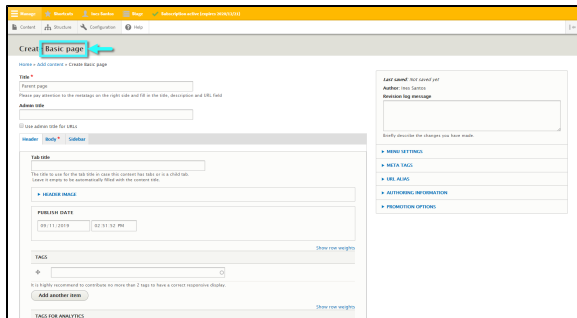 Manage Shortcuts Ines Santos Blogs Subscription active (expires 2018/12/31)
Content Structure Configuration Help
Create Basic page
Home » Add content » Create Basic page
Title *
Parent page
Please pay attention to the metatags on the right side and fill in the title, description and URL field
Admin title
Use admin title for URLs
Header Body * Sidebar
Tab title
The title to use for the tab title in case this content has tabs or is a child tab.
Leave it empty to be automatically filled with the content title.
HEADER IMAGE
PUBLISH DATE
09/11/2018 02:51:52 PM
Show row weights
TAGS
It is highly recommend to contribute no more than 2 tags to have a correct responsive display.
Add another item
Show row weights
TAGS FOR ANALYTICS
Last saved: Not saved yet
Author: Ines Santos
Revision log message
Briefly describe the changes you have made.
MENU SETTINGS
META TAGS
URL ALIAS
AUTHORING INFORMATION
PROMOTION OPTIONS